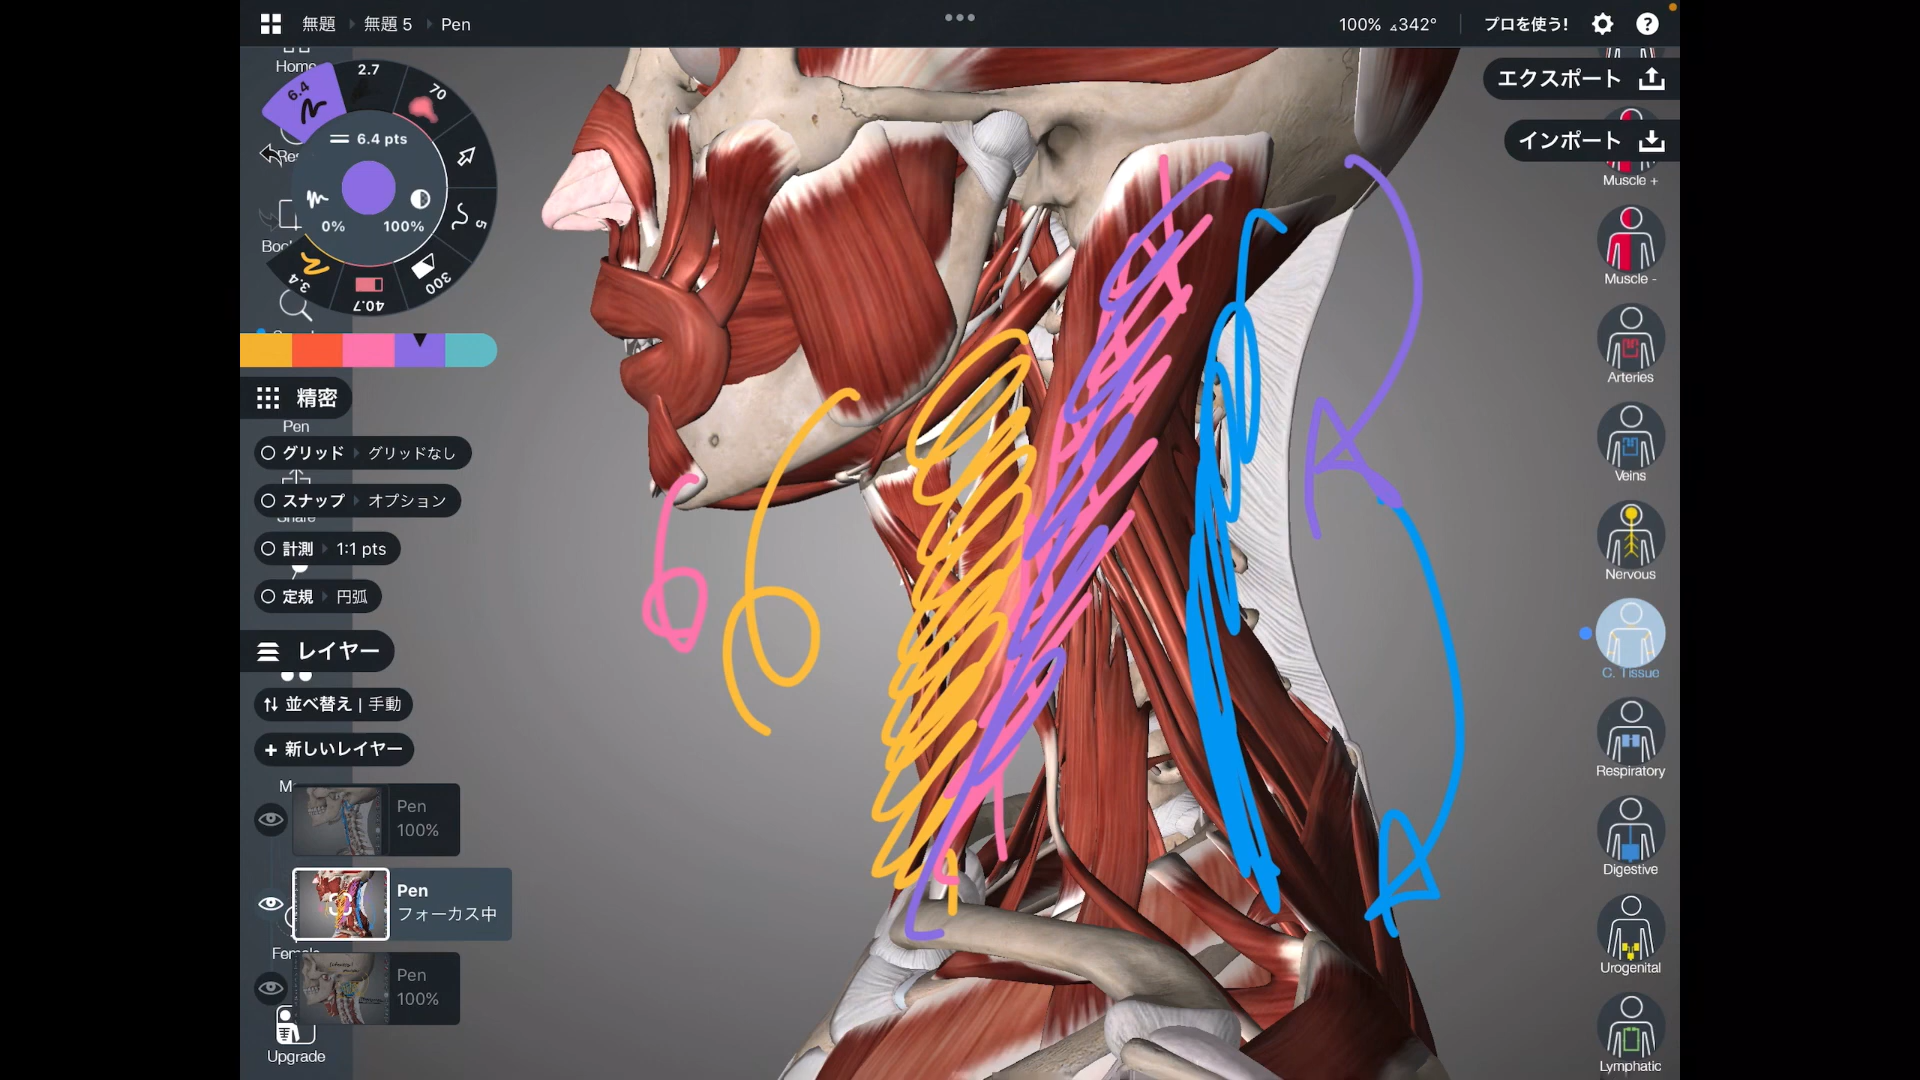 無題 無題 5 Pen
100% 342°
プロを使う!
Home
2.7
6.4
70
6.4 pts
0%
100%
5
300
40.7
3.4
精密
Pen
グリッド グリッドなし
スナップ オプション
Share
計測 1:1 pts
定規 円弧
レイヤー
並べ替え | 手動
+ 新しいレイヤー
Pen
100%
Pen
フォーカス中
Pen
100%
Upgrade
エクスポート
インポート
Muscle +
Muscle -
Arteries
Veins
Nervous
C. Tissue
Respiratory
Digestive
Urogenital
Lymphatic